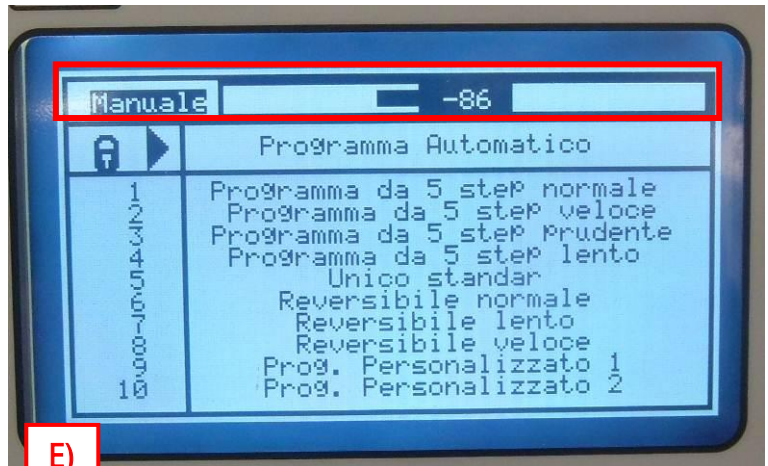 Manuale -86
Programma Automatico
1 Programma da 5 step normale
2 Programma da 5 step veloce
3 Programma da 5 step prudente
4 Programma da 5 step lento
5 Unico standar
6 Reversibile normale
7 Reversibile lento
8 Reversibile veloce
9 Prog. Personalizzato 1
10 Prog. Personalizzato 2
E)